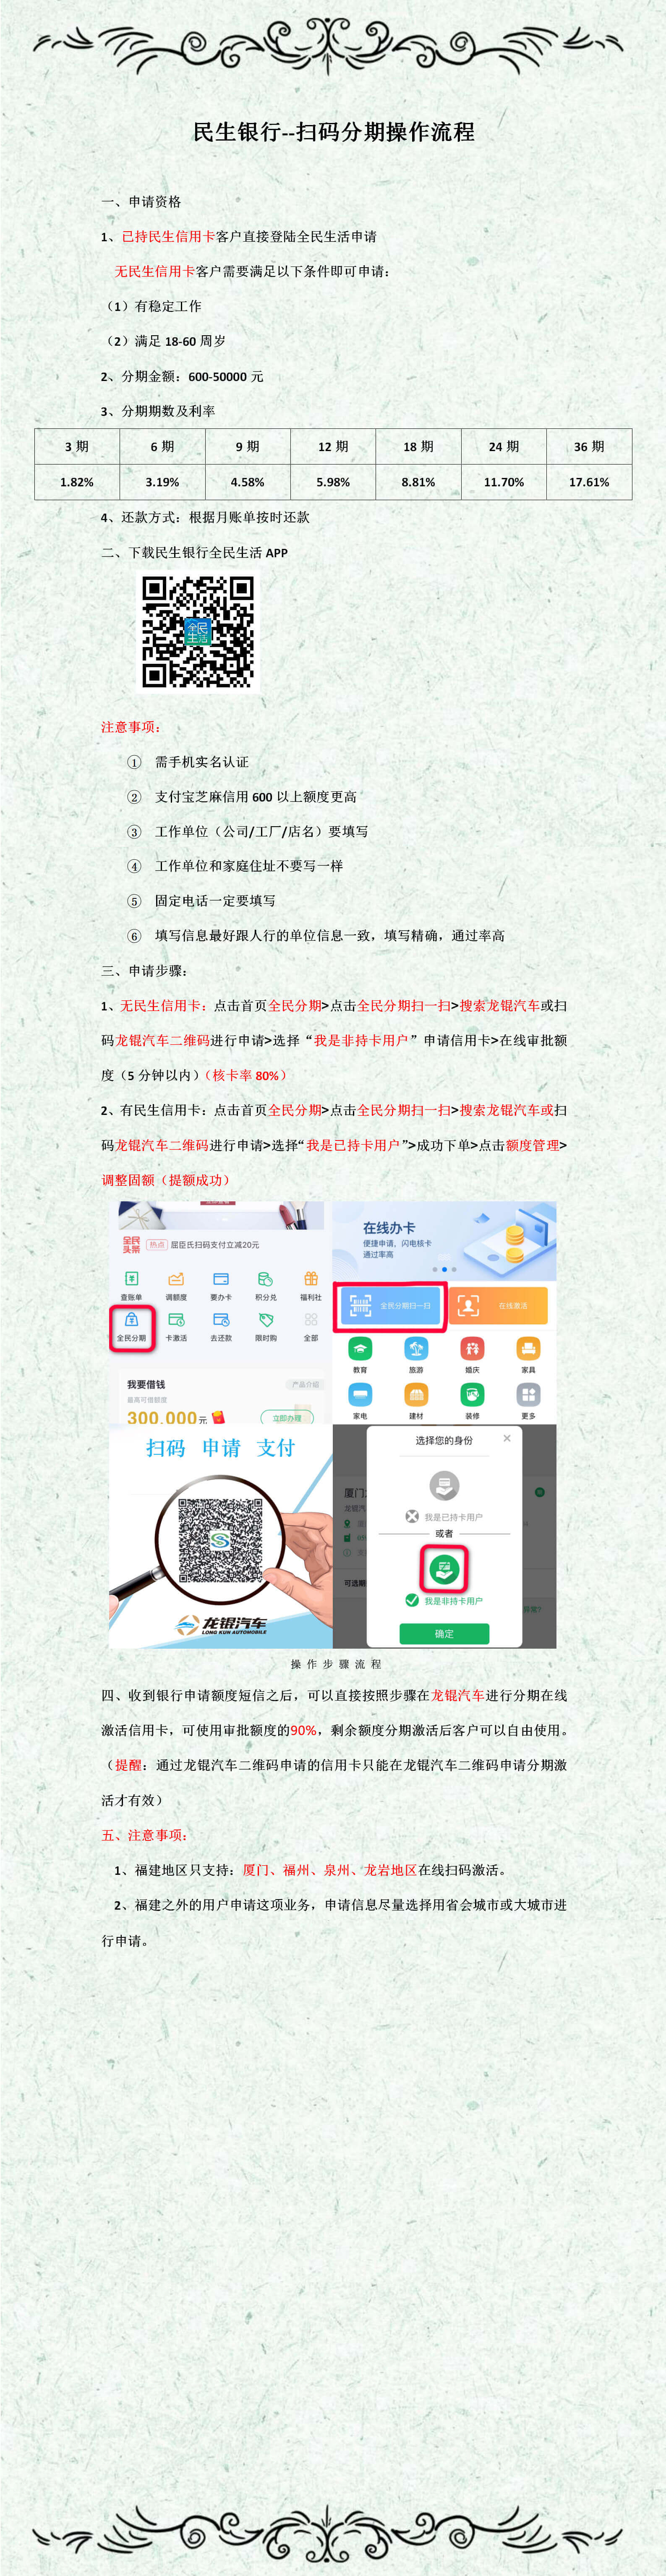 民生银行--扫码分期操作流程
一、申请资格
1、已持民生信用卡客户直接登陆全民生活申请
无民生信用卡客户需要满足以下条件即可申请：
（1）有稳定工作
（2）满足 18-60 周岁
2、分期金额：600-50000 元
3、分期期数及利率
3 期 6 期 9 期 12 期 18 期 24 期 36 期
1.82% 3.19% 4.58% 5.98% 8.81% 11.70% 17.61%
4、还款方式：根据月账单按时还款
二、下载民生银行全民生活 APP
全民
生活
注意事项：
① 需手机实名认证
② 支付宝芝麻信用 600 以上额度更高
③ 工作单位（公司/工厂/店名）要填写
④ 工作单位和家庭住址不要写一样
⑤ 固定电话一定要填写
⑥ 填写信息最好跟人行的单位信息一致，填写精确，通过率高
三、申请步骤：
1、无民生信用卡：点击首页全民分期>点击全民分期扫一扫>搜索龙锟汽车或扫
码龙锟汽车二维码进行申请>选择“我是非持卡用户”申请信用卡>在线审批额
度（5 分钟以内）（核卡率 80%）
2、有民生信用卡：点击首页全民分期>点击全民分期扫一扫>搜索龙锟汽车或扫
码龙锟汽车二维码进行申请>选择“我是已持卡用户”>成功下单>点击额度管理>
调整固额（提额成功）
全民
头条
热点 屈臣氏扫码支付立减20元
查账单 调额度 要办卡 积分兑 福利社
全民分期 卡激活 去还款 限时购 全部
我要借钱 产品介绍
最高可借额度
300,000元 立即办理
在线办卡
便捷申请，闪电核卡
通过率高
全民分期扫一扫 在线激活
教育 旅游 婚庆 家具
家电 建材 装修 更多
扫码 申请 支付
龙锟汽车
LONG KUN AUTOMOBILE
选择您的身份
厦门
龙锟汽
我是已持卡用户
或者
可选期
我是非持卡用户
确定
操作步骤流程
四、收到银行申请额度短信之后，可以直接按照步骤在龙锟汽车进行分期在线
激活信用卡，可使用审批额度的90%，剩余额度分期激活后客户可以自由使用。
（提醒：通过龙锟汽车二维码申请的信用卡只能在龙锟汽车二维码申请分期激
活才有效）
五、注意事项：
1、福建地区只支持：厦门、福州、泉州、龙岩地区在线扫码激活。
2、福建之外的用户申请这项业务，申请信息尽量选择用省会城市或大城市进
行申请。